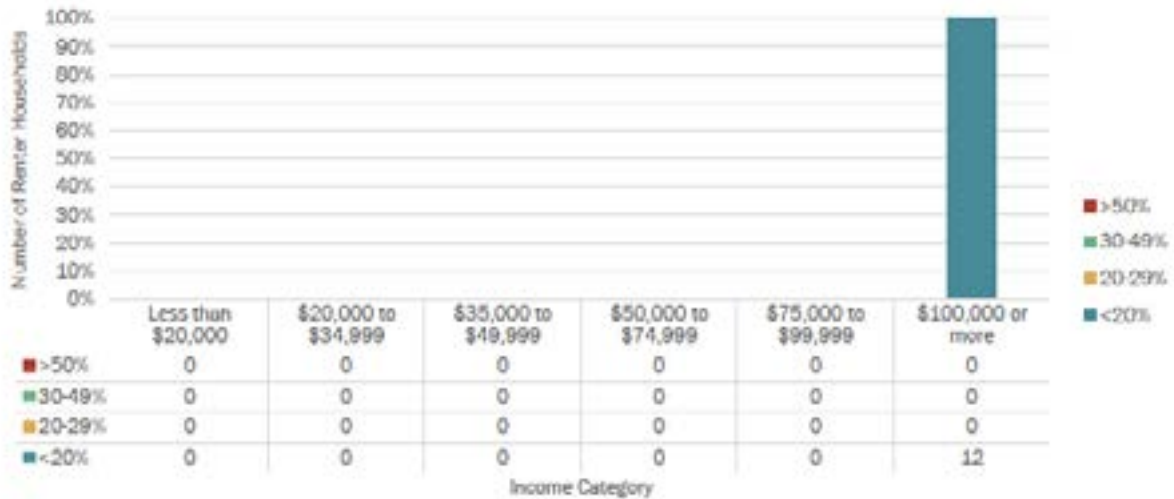 100%
90%
80%
70%
60%
50%
40%
30%
20%
10%
0%
Number of Renter Households
>50%
30-49%
20-29%
<20%
Less than $20,000 $20,000 to $34,999 $35,000 to $49,999 $50,000 to $74,999 $75,000 to $99,999 $100,000 or more
>50% 0 0 0 0 0 0
30-49% 0 0 0 0 0 0
20-29% 0 0 0 0 0 0
<20% 0 0 0 0 0 12
Income Category